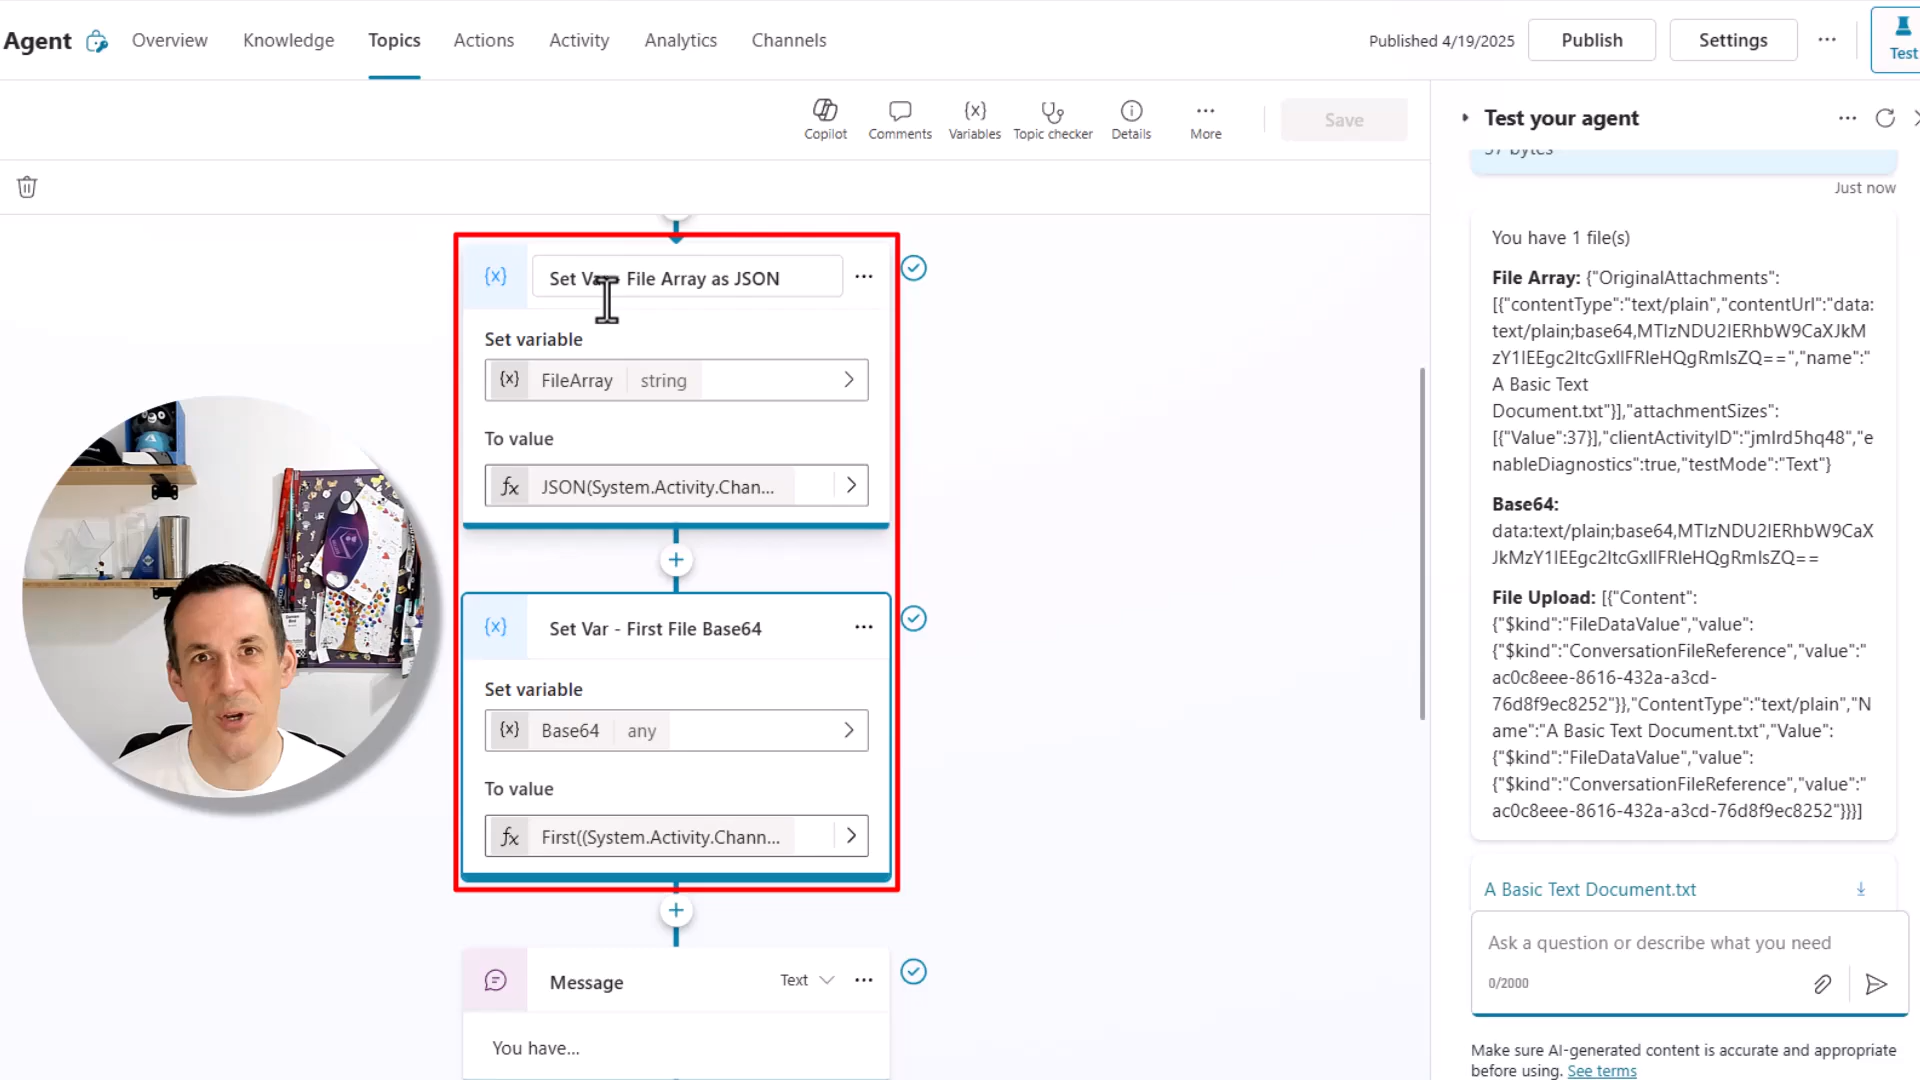 Agent
Overview
Knowledge
Topics
Actions
Activity
Analytics
Channels
Published 4/19/2025
Publish
Settings
Test
Copilot
Comments
Variables
Topic checker
Details
More
Save
Test your agent
37 bytes
Just now
Set Var - File Array as JSON
Set variable
{x} FileArray string
To value
fx JSON(System.Activity.Chan...
Set Var - First File Base64
Set variable
{x} Base64 any
To value
fx First((System.Activity.Chann...
Message
Text
You have...
You have 1 file(s)
File Array: {"OriginalAttachments":
[{"contentType":"text/plain","contentUrl":"data:
text/plain;base64,MTIzNDU2IERhbW9CaXJkM
zY1IEEgc2ltcGxlIFRleHQgRmlsZQ==","name":"
A Basic Text
Document.txt"}],"attachmentSizes":
[{"Value":37}],"clientActivityID":"jmlrd5hq48","e
nableDiagnostics":true,"testMode":"Text"}
Base64:
data:text/plain;base64,MTIzNDU2IERhbW9CaX
JkMzY1IEEgc2ltcGxlIFRleHQgRmlsZQ==
File Upload: [{"Content":
{"$kind":"FileDataValue","value":
{"$kind":"ConversationFileReference","value":"
ac0c8eee-8616-432a-a3cd-
76d8f9ec8252"}},"ContentType":"text/plain","N
ame":"A Basic Text Document.txt","Value":
{"$kind":"FileDataValue","value":
{"$kind":"ConversationFileReference","value":"
ac0c8eee-8616-432a-a3cd-76d8f9ec8252"}}}]
A Basic Text Document.txt
Ask a question or describe what you need
0/2000
Make sure AI-generated content is accurate and appropriate
before using. See terms